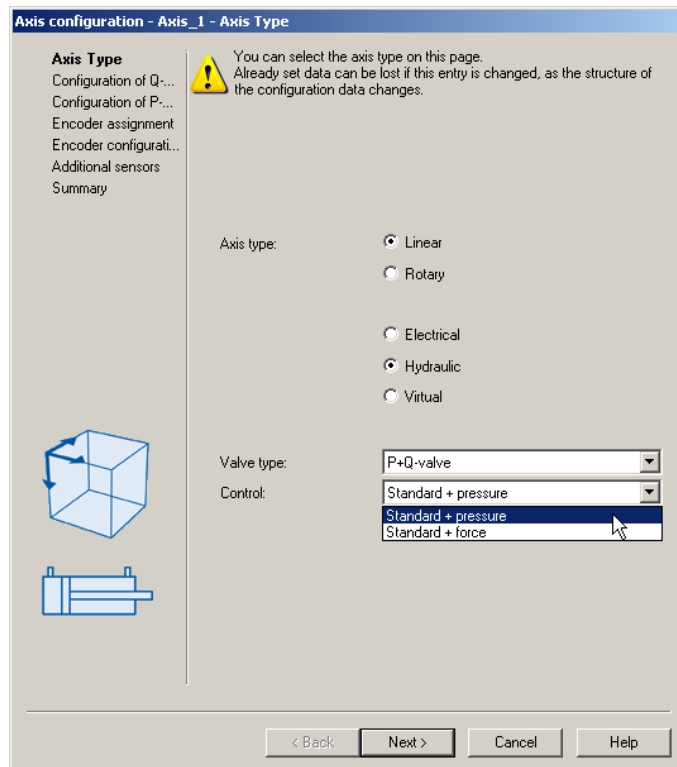 Axis configuration - Axis_1 - Axis Type
Axis Type
Configuration of Q-...
Configuration of P-...
Encoder assignment
Encoder configurati...
Additional sensors
Summary
You can select the axis type on this page.
Already set data can be lost if this entry is changed, as the structure of
the configuration data changes.
Axis type:
Linear
Rotary
Electrical
Hydraulic
Virtual
Valve type:
P+Q-valve
Control:
Standard + pressure
Standard + pressure
Standard + force
< Back
Next >
Cancel
Help